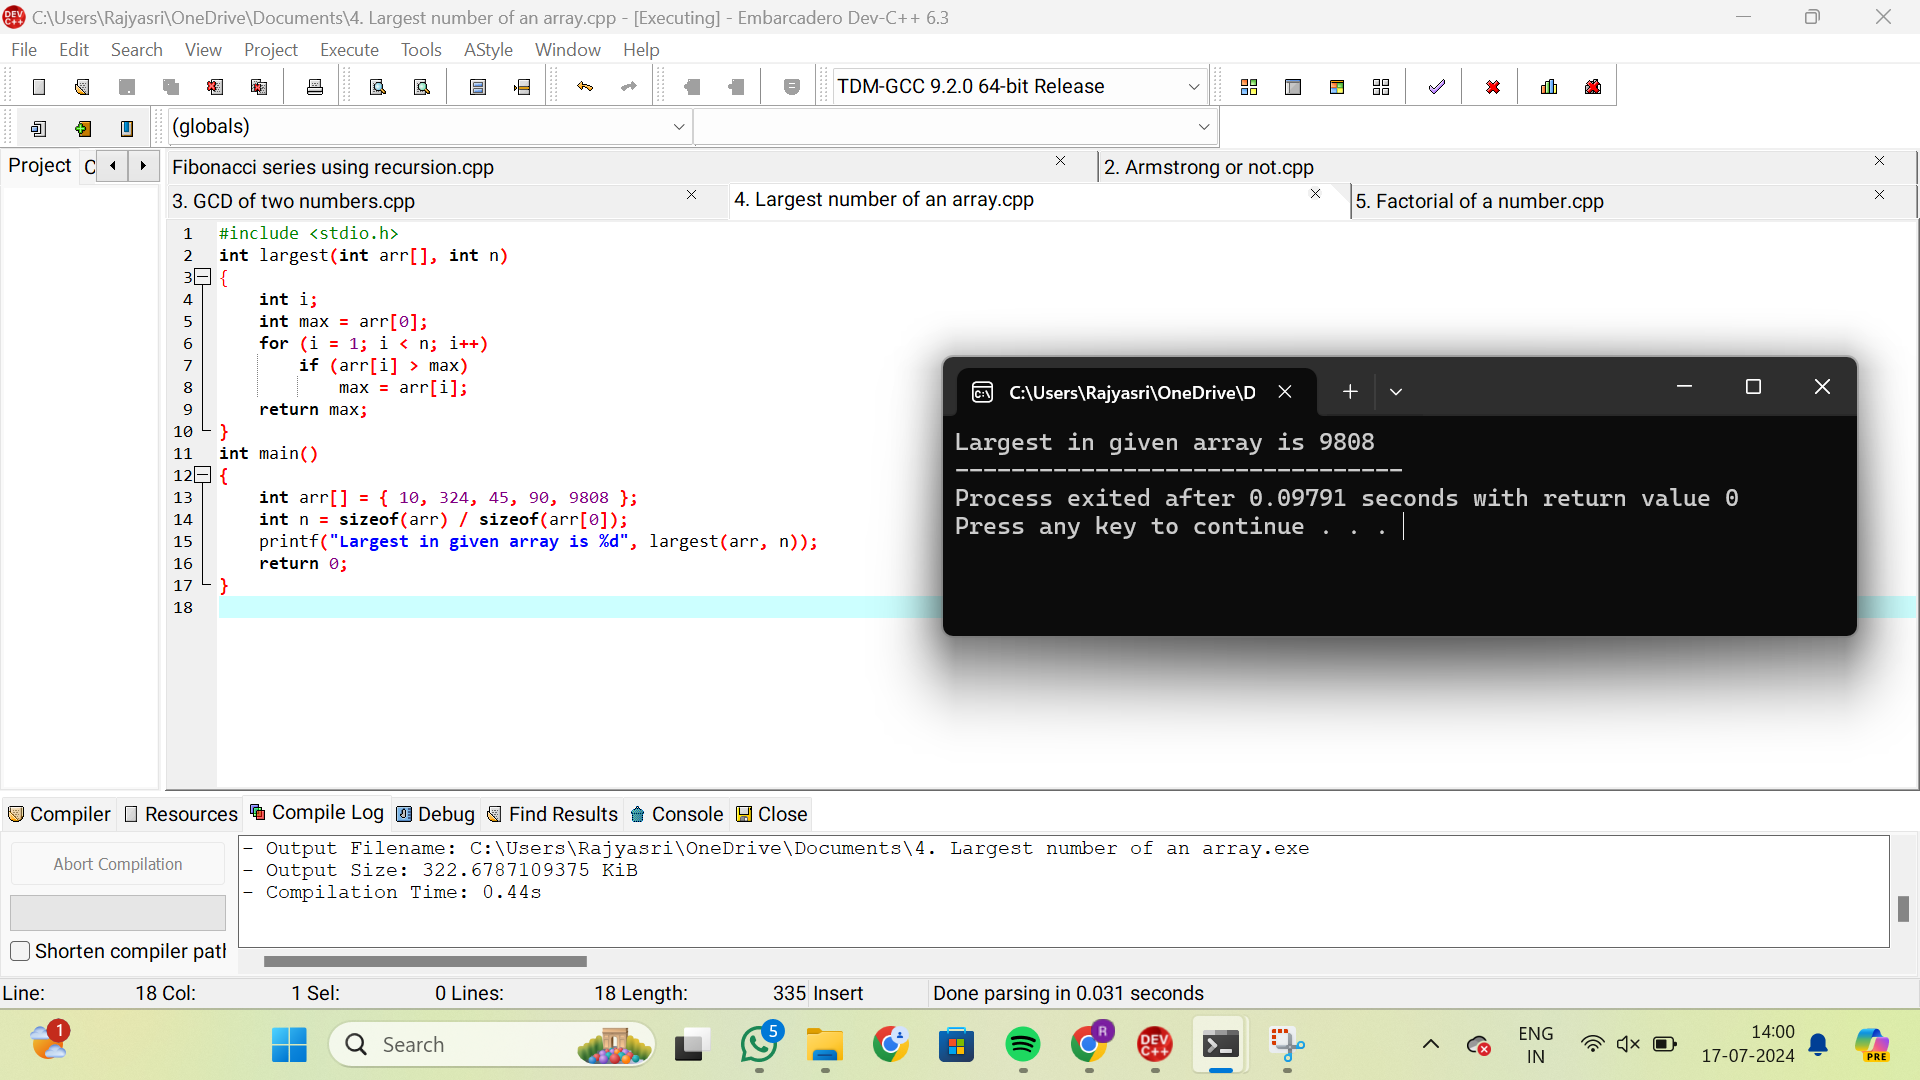 C:\Users\Rajyasri\OneDrive\Documents\4. Largest number of an array.cpp - [Executing] - Embarcadero Dev-C++ 6.3
File Edit Search View Project Execute Tools AStyle Window Help
TDM-GCC 9.2.0 64-bit Release
(globals)
Project C
Fibonacci series using recursion.cpp
2. Armstrong or not.cpp
3. GCD of two numbers.cpp
4. Largest number of an array.cpp
5. Factorial of a number.cpp
1 #include <stdio.h>
2 int largest(int arr[], int n)
3 {
4 int i;
5 int max = arr[0];
6 for (i = 1; i < n; i++)
7 if (arr[i] > max)
8 max = arr[i];
9 return max;
10 }
11 int main()
12 {
13 int arr[] = { 10, 324, 45, 90, 9808 };
14 int n = sizeof(arr) / sizeof(arr[0]);
15 printf("Largest in given array is %d", largest(arr, n));
16 return 0;
17 }
18
C:\Users\Rajyasri\OneDrive\D
Largest in given array is 9808
--------------------------------
Process exited after 0.09791 seconds with return value 0
Press any key to continue . . .
Compiler Resources Compile Log Debug Find Results Console Close
Abort Compilation
Shorten compiler path
- Output Filename: C:\Users\Rajyasri\OneDrive\Documents\4. Largest number of an array.exe
- Output Size: 322.6787109375 KiB
- Compilation Time: 0.44s
Line: 18 Col: 1 Sel: 0 Lines: 18 Length: 335 Insert Done parsing in 0.031 seconds
1
Search
5
R
DEV C++
ENG
IN
14:00
17-07-2024
PRE